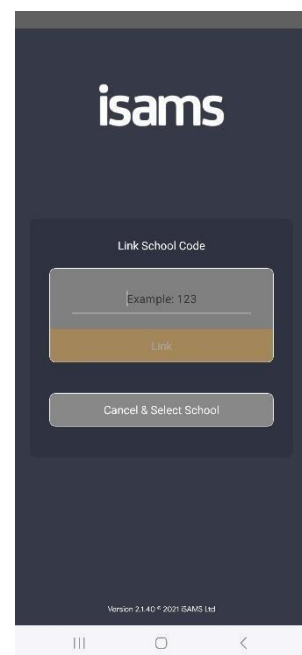 isams
Link School Code
Example: 123
Link
Cancel & Select School
Version 2.1.40 © 2021 iSAMS Ltd